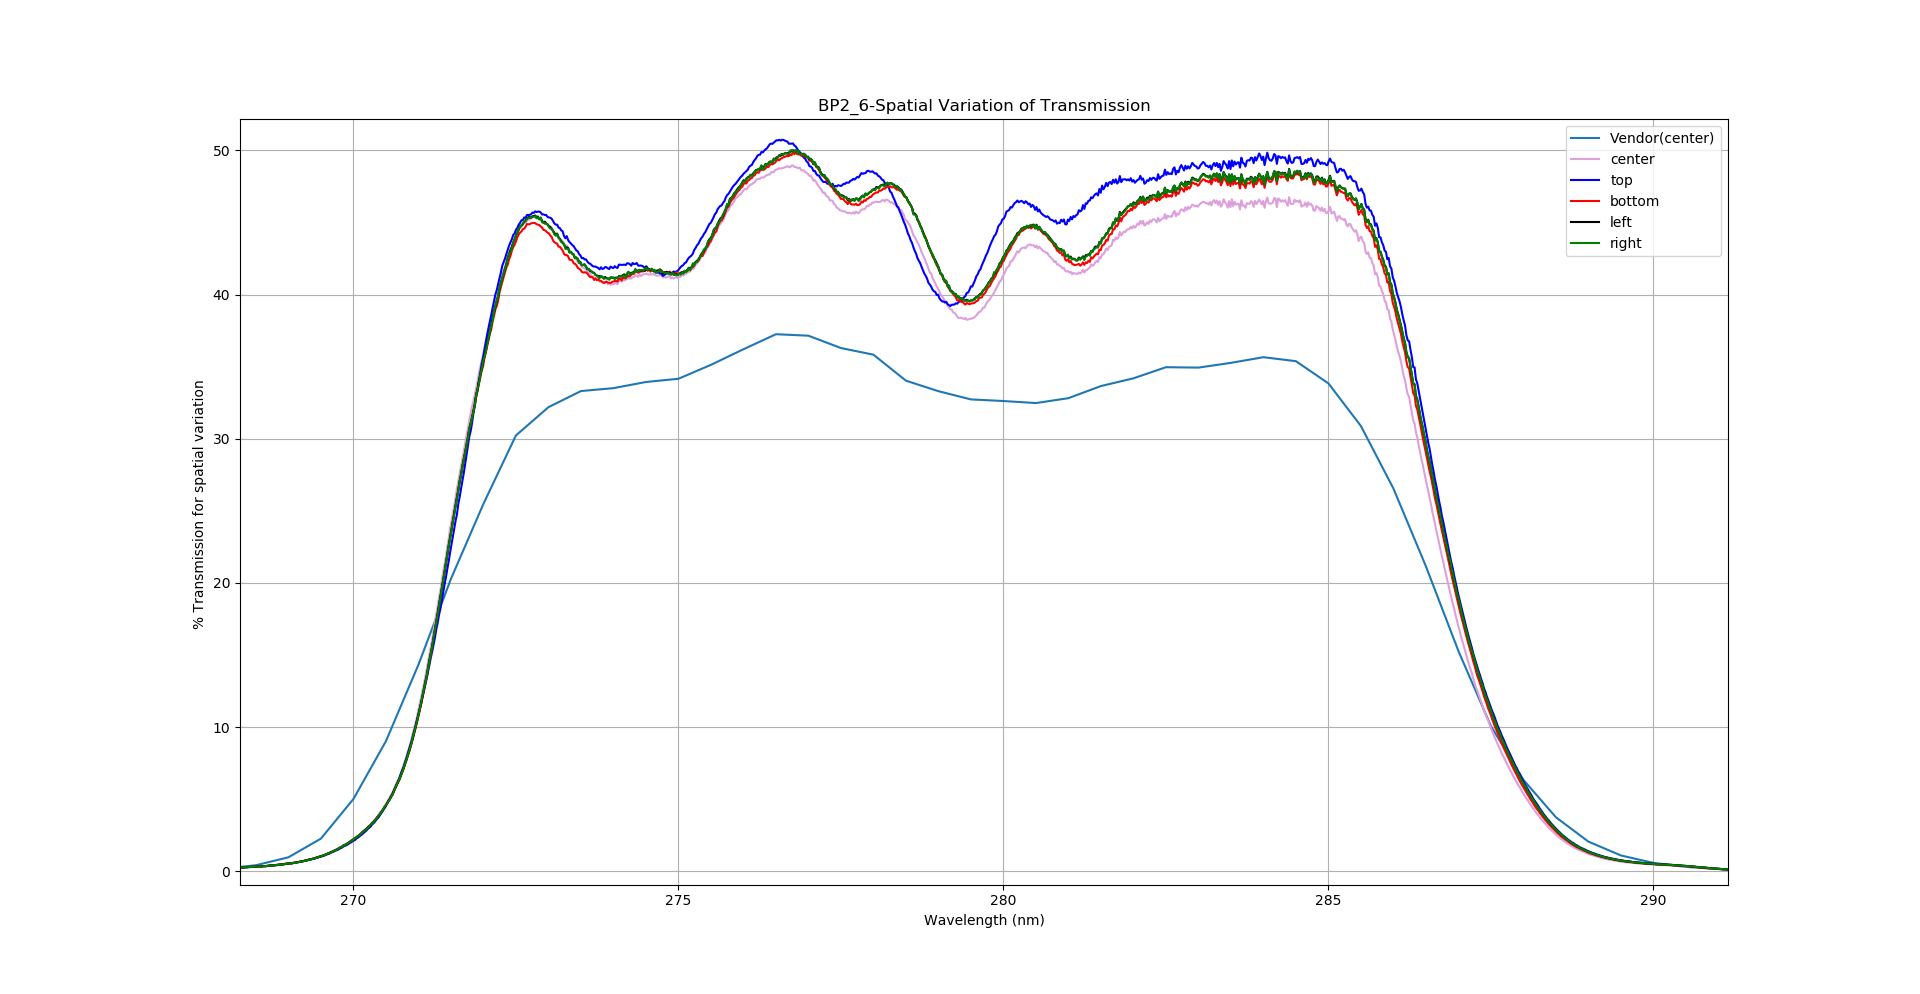 BP2_6-Spatial Variation of Transmission
Vendor(center)
center
top
bottom
left
right
% Transmission for spatial variation
50
40
30
20
10
0
270
275
280
285
290
Wavelength (nm)